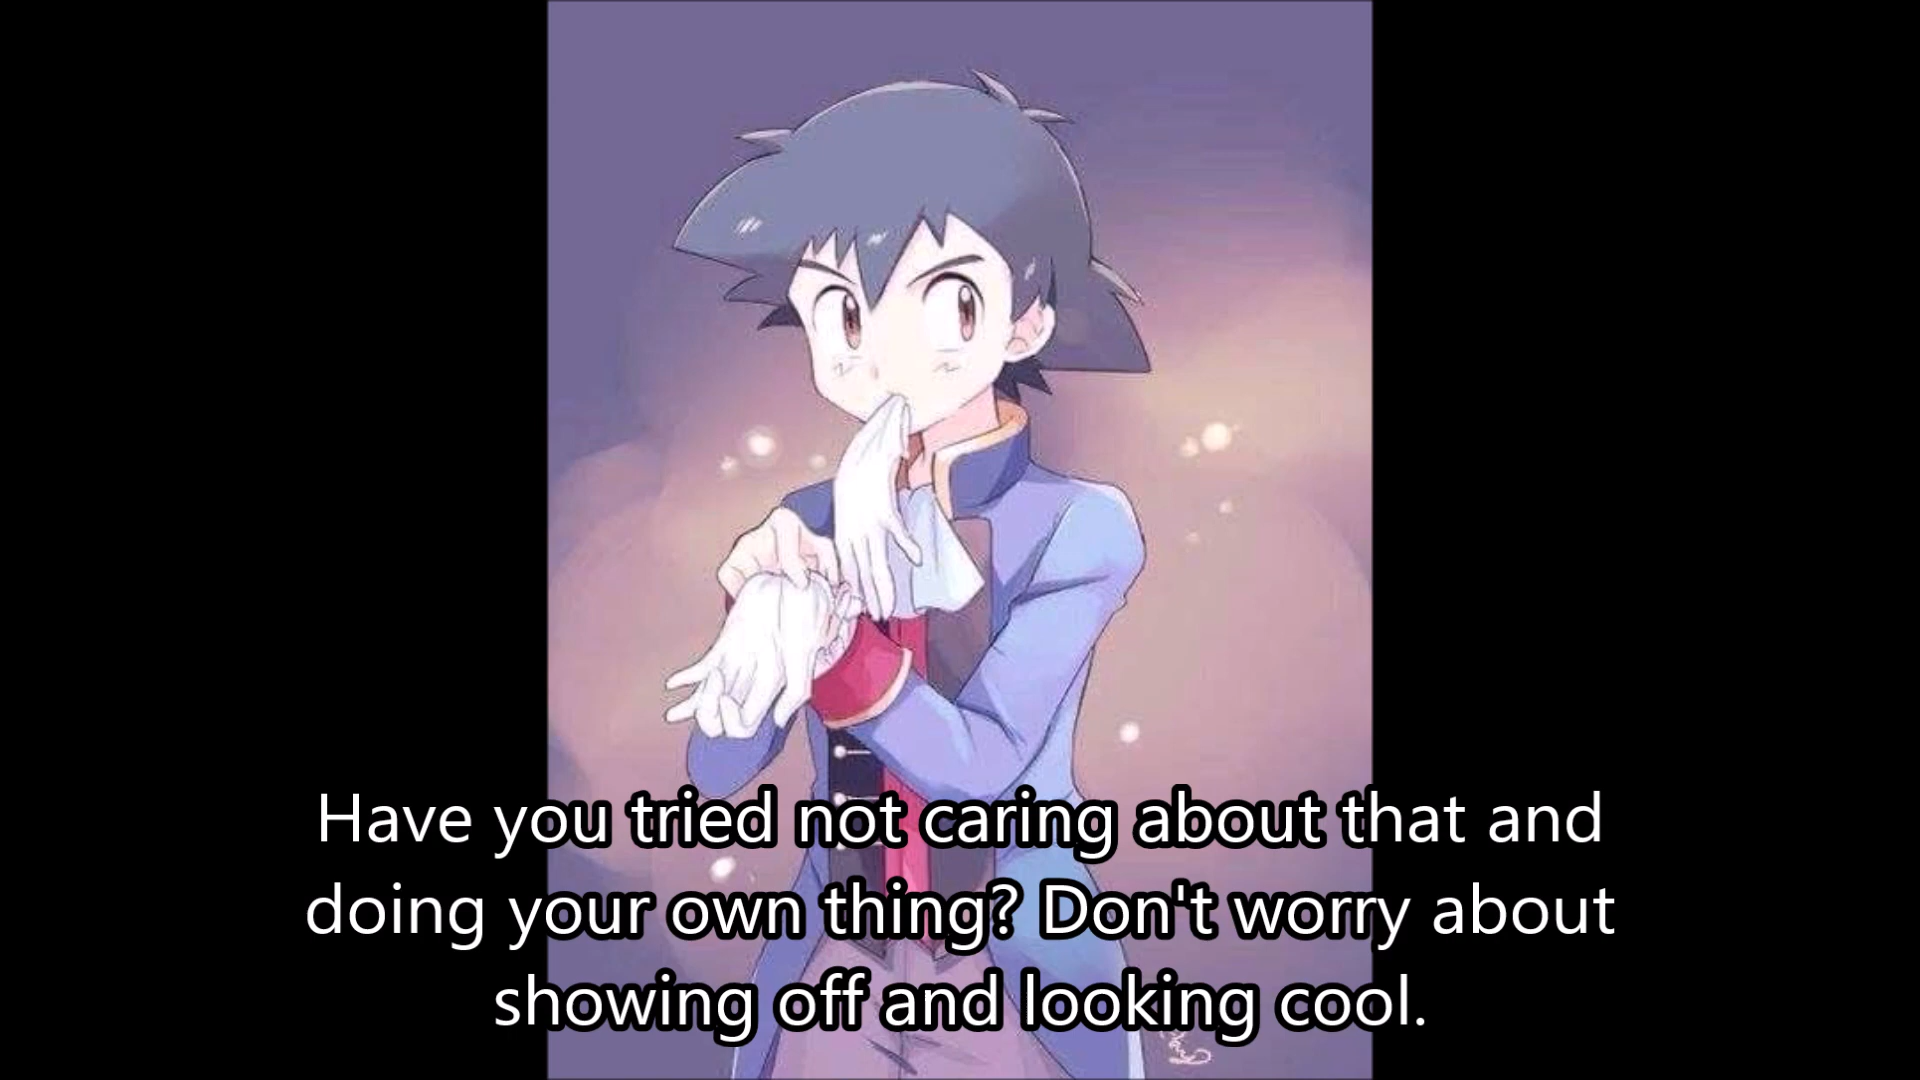 Have you tried not caring about that and
doing your own thing? Don't worry about
showing off and looking cool.